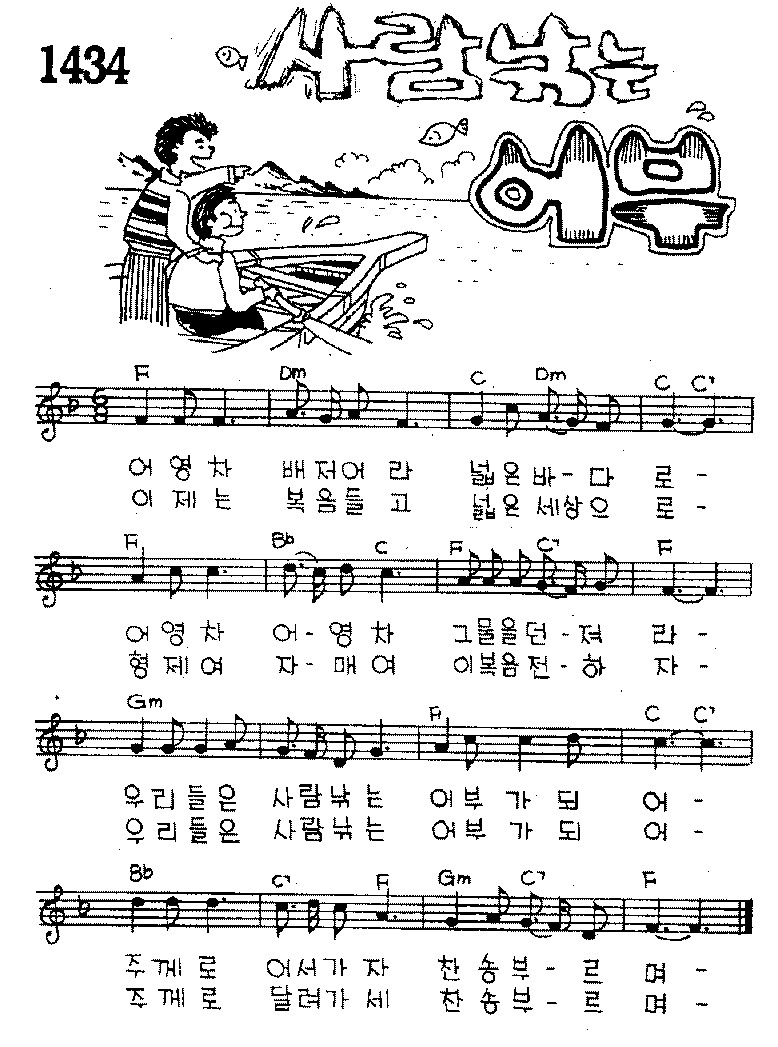 1434
사람낚는
어부
F Dm C Dm C C7
6
8
어 영 차 배 저 어 라 넓 은 바 - 다 로 -
이 제 는 복 음 들 고 넓 은 세 상 으 로 -
F Bb C F C7 F
어 영 차 어 - 영 차 그 물 을 던 - 져 라 -
형 제 여 자 - 매 여 이 복 음 전 - 하 자 -
Gm F C C7
우 리 들 은 사 람 낚 는 어 부 가 되 어 -
우 리 들 은 사 람 낚 는 어 부 가 되 어 -
Bb C7 F Gm C7 F
주 께 로 어 서 가 자 찬 송 부 - 르 며 -
주 께 로 달 려 가 세 찬 송 부 - 르 며 -